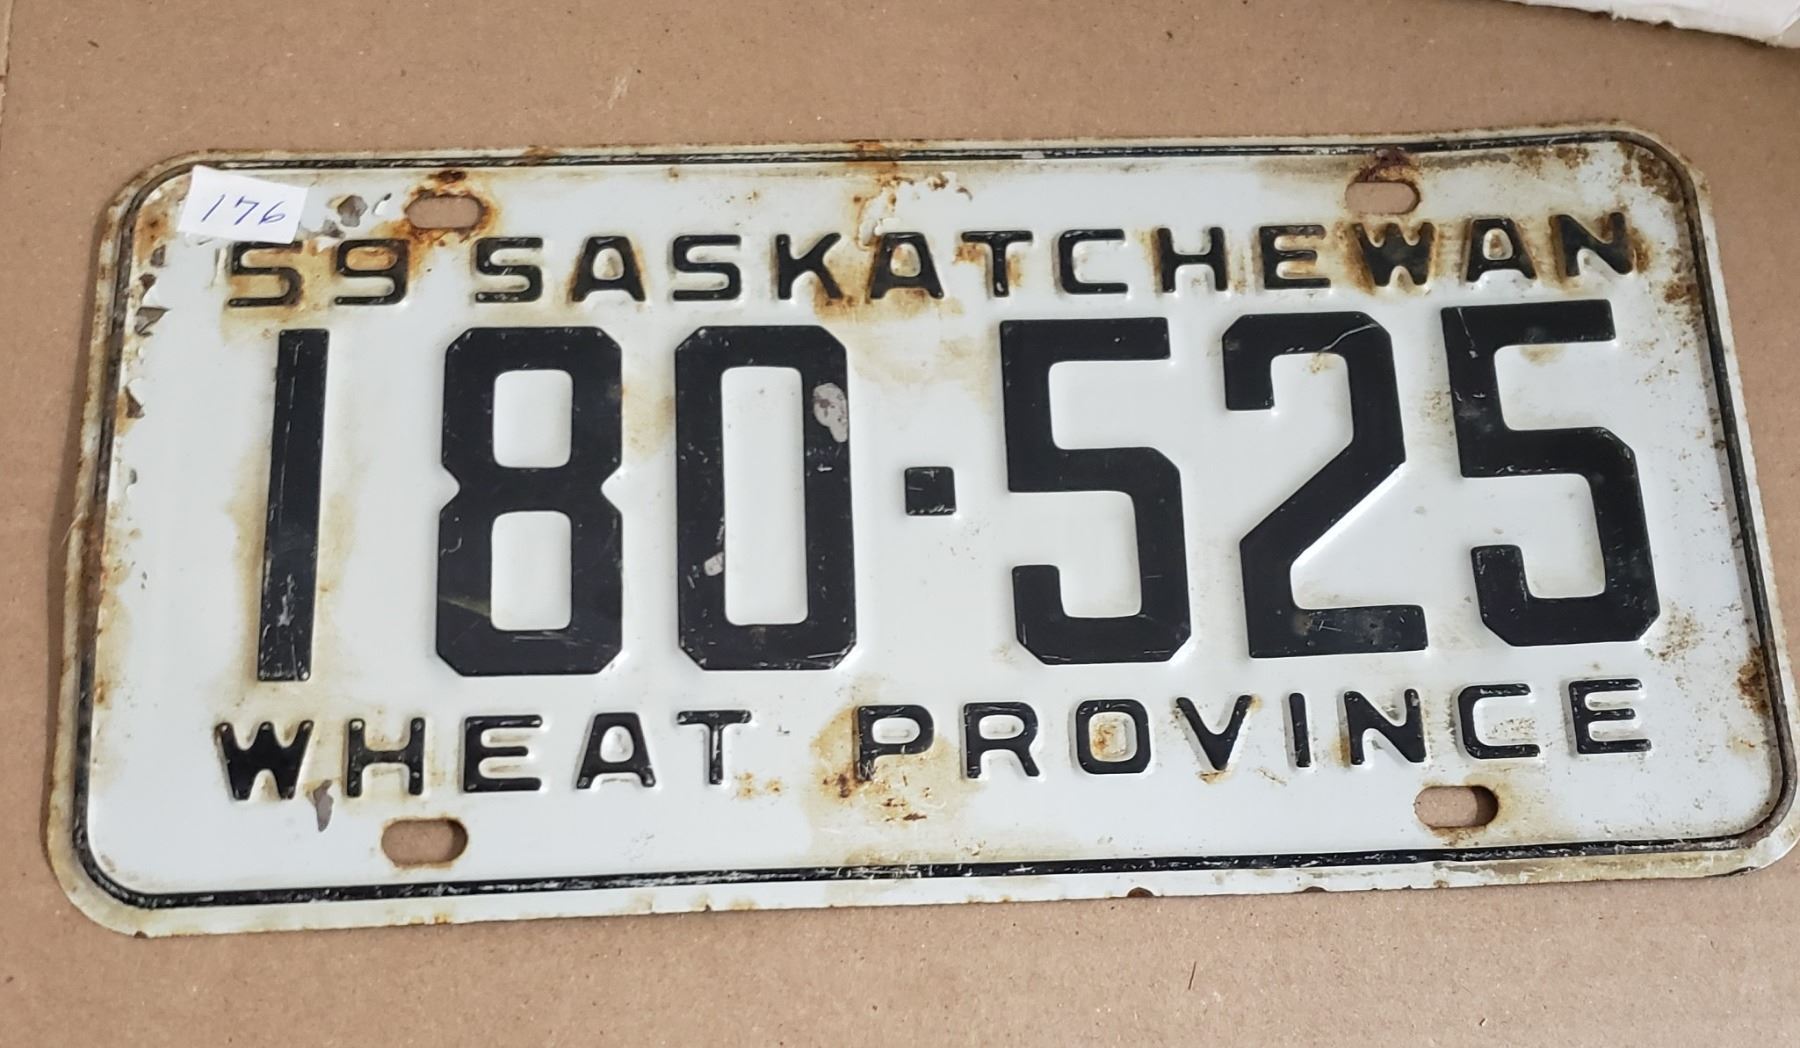 176
59 SASKATCHEWAN
180·525
WHEAT PROVINCE